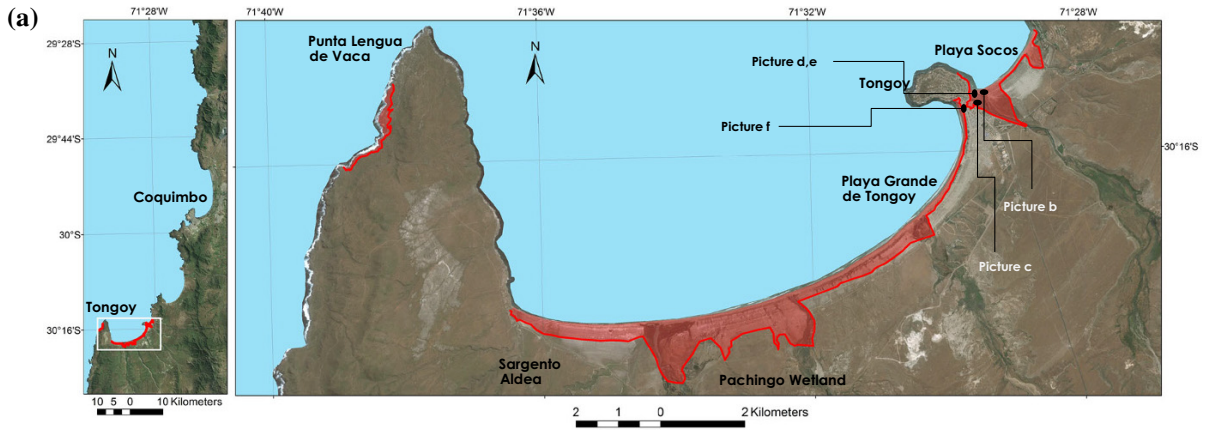 (a)
71°28'W
29°28'S
N
29°44'S
Coquimbo
30°S
Tongoy
30°16'S
10 5 0 10 Kilometers
71°40'W
71°36'W
71°32'W
71°28'W
Punta Lengua
de Vaca
N
Playa Socos
Picture d,e
Tongoy
Picture f
30°16'S
Playa Grande
de Tongoy
Picture b
Picture c
Sargento
Aldea
Pachingo Wetland
2 1 0 2 Kilometers